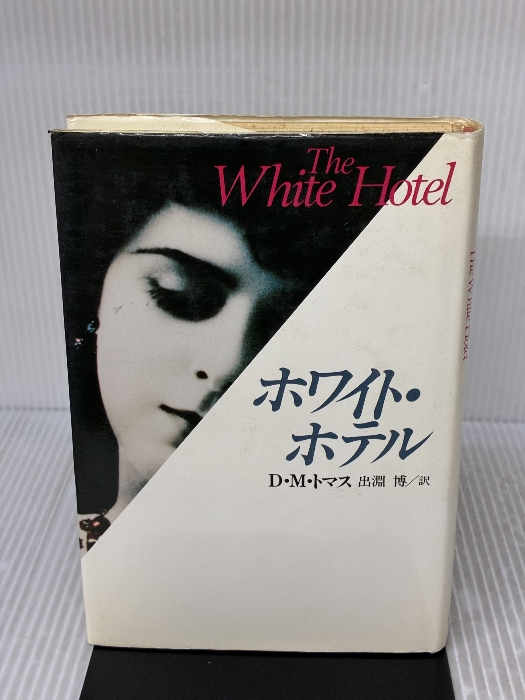 The
White Hotel
ホワイト・
ホテル
D・M・トマス 出淵 博／訳
The White Hotel